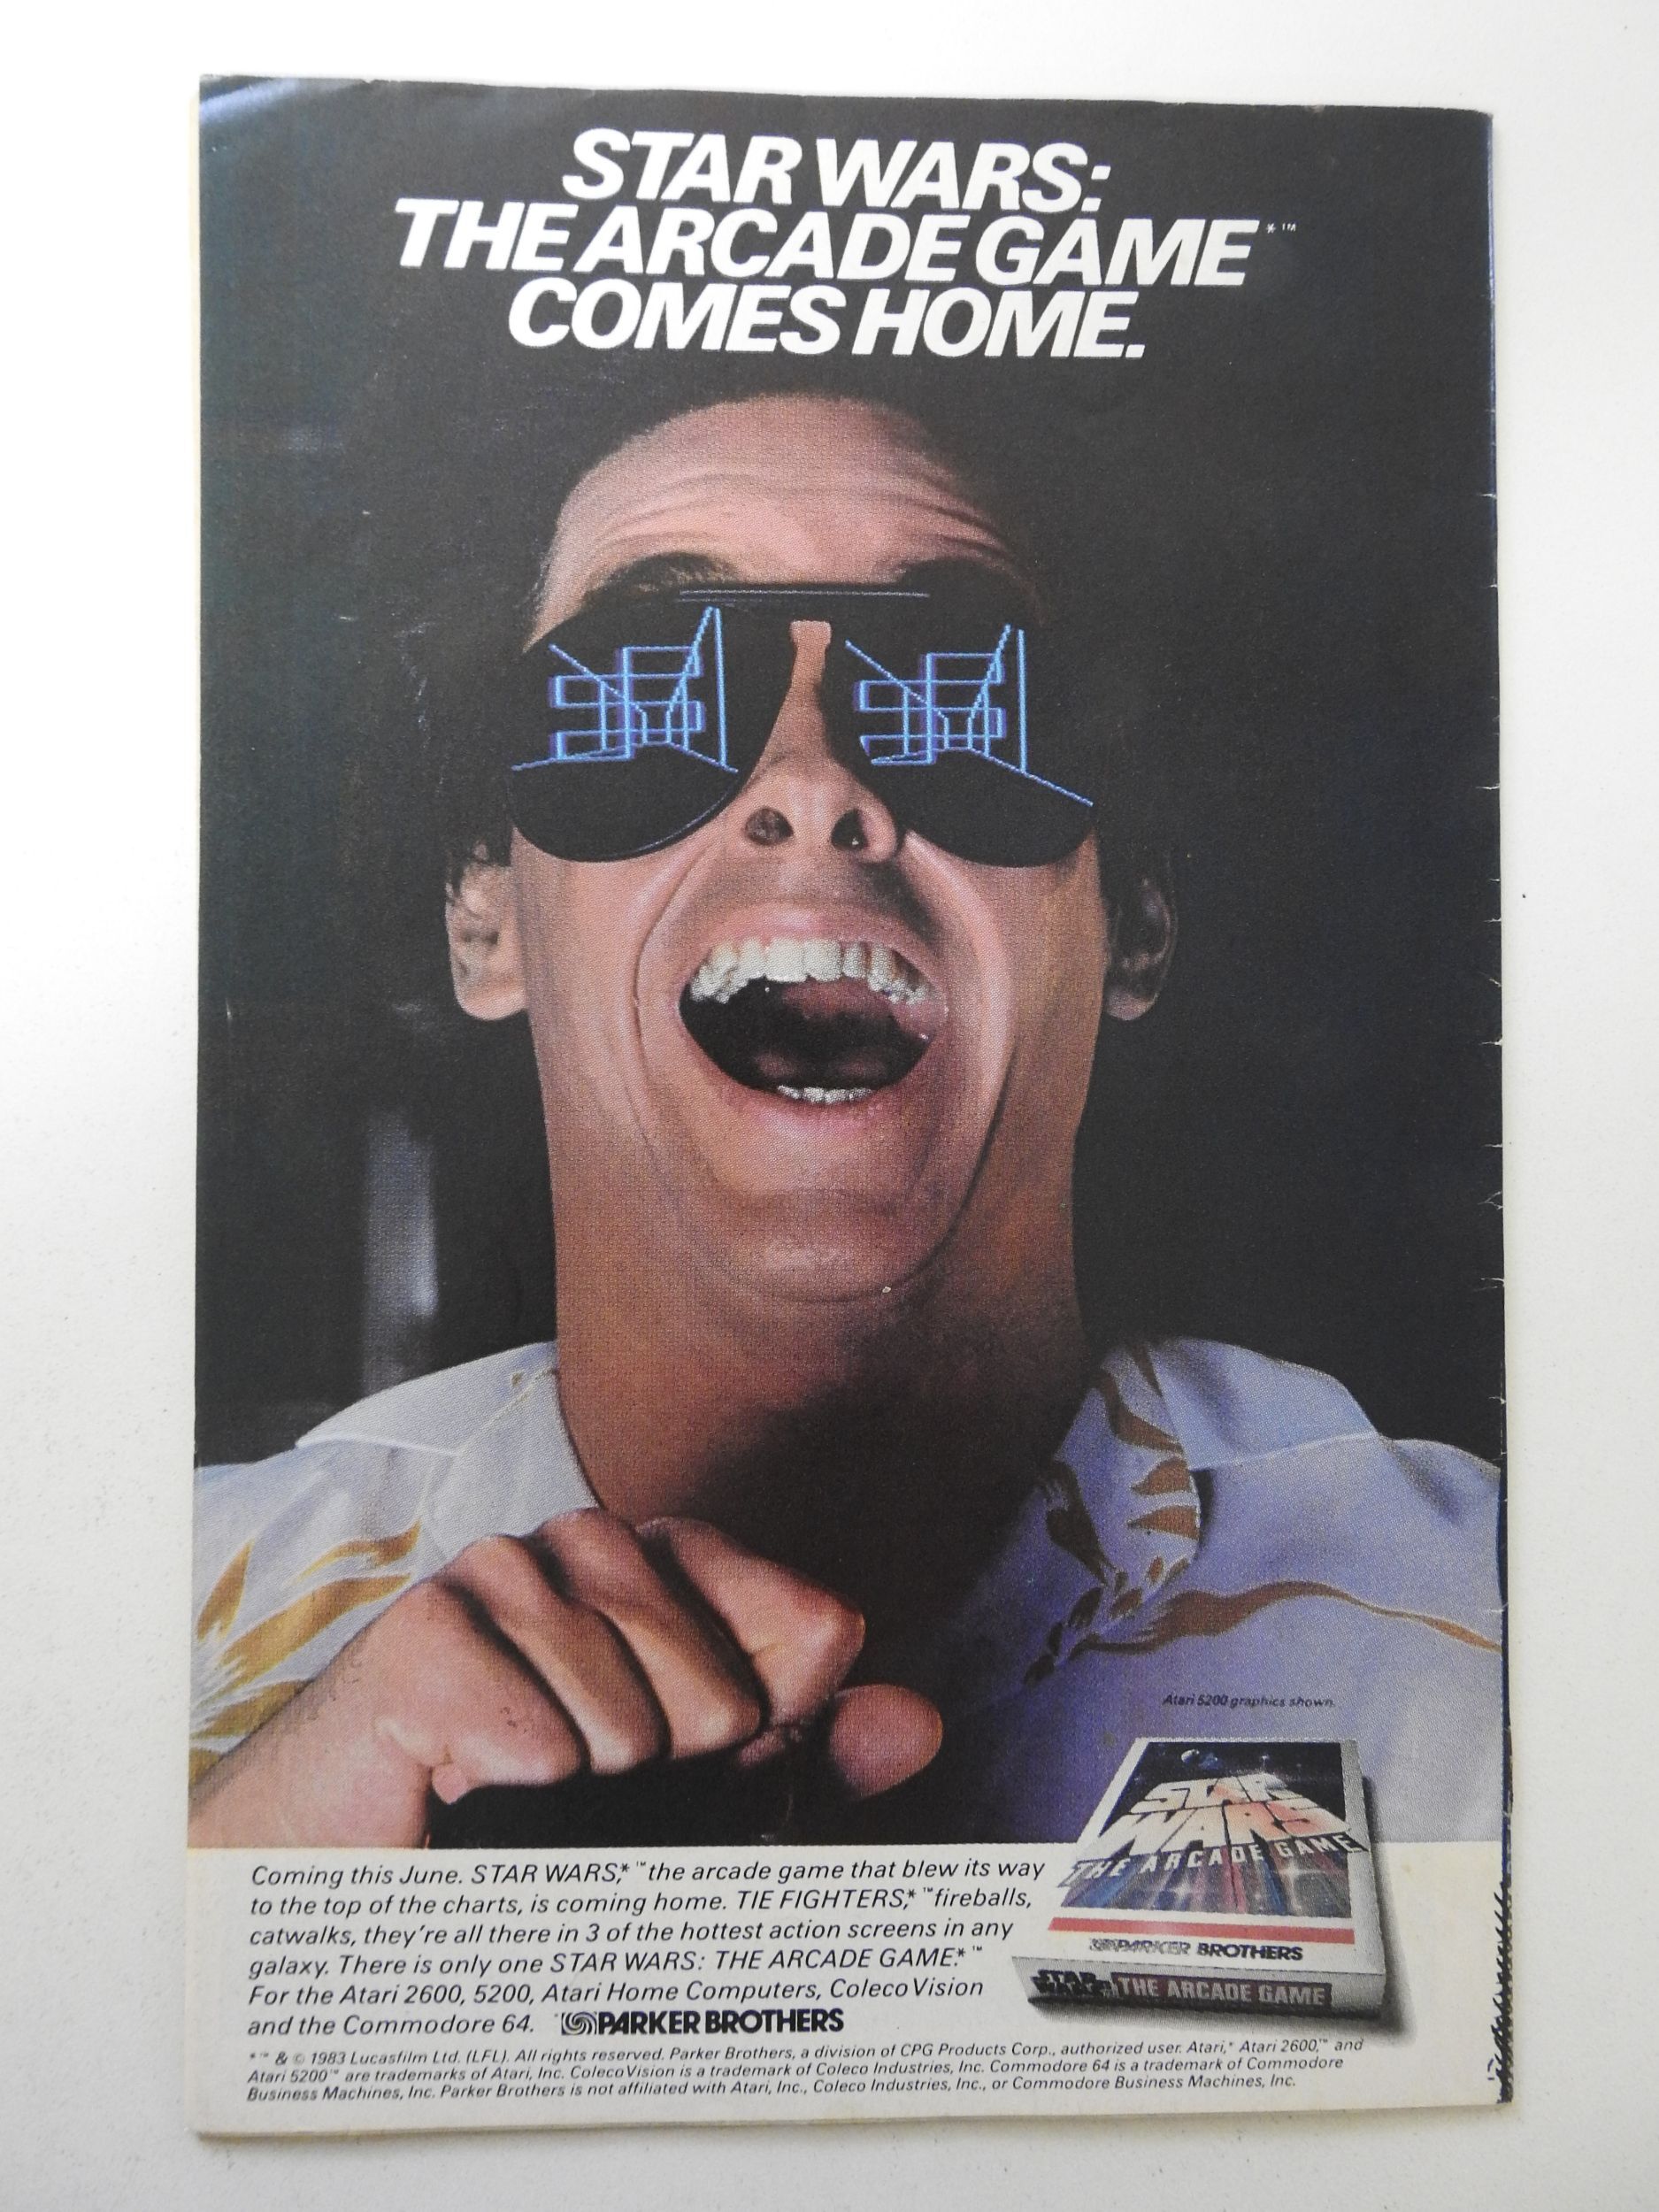 STAR WARS:
THE ARCADE GAME*™
COMES HOME.
Atari 5200 graphics shown.
STAR
WARS
THE ARCADE GAME
PARKER BROTHERS
STAR WARS THE ARCADE GAME
Coming this June. STAR WARS,*™ the arcade game that blew its way
to the top of the charts, is coming home. TIE FIGHTERS,*™ fireballs,
catwalks, they're all there in 3 of the hottest action screens in any
galaxy. There is only one STAR WARS: THE ARCADE GAME.*™
For the Atari 2600, 5200, Atari Home Computers, ColecoVision
and the Commodore 64. PARKER BROTHERS
*™ & © 1983 Lucasfilm Ltd. (LFL). All rights reserved. Parker Brothers, a division of CPG Products Corp., authorized user. Atari,® Atari 2600,™ and
Atari 5200™ are trademarks of Atari, Inc. ColecoVision is a trademark of Coleco Industries, Inc. Commodore 64 is a trademark of Commodore
Business Machines, Inc. Parker Brothers is not affiliated with Atari, Inc., Coleco Industries, Inc., or Commodore Business Machines, Inc.